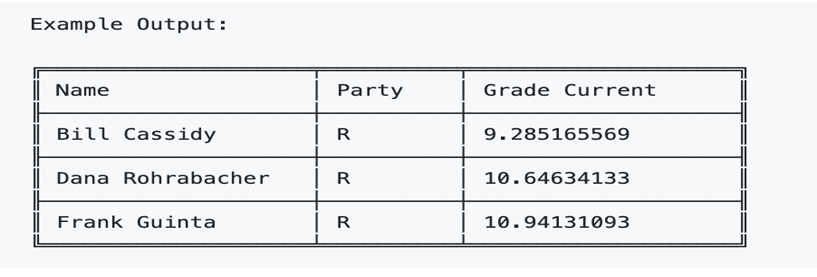 Example Output:
Name Party Grade Current
Bill Cassidy R 9.285165569
Dana Rohrabacher R 10.64634133
Frank Guinta R 10.94131093